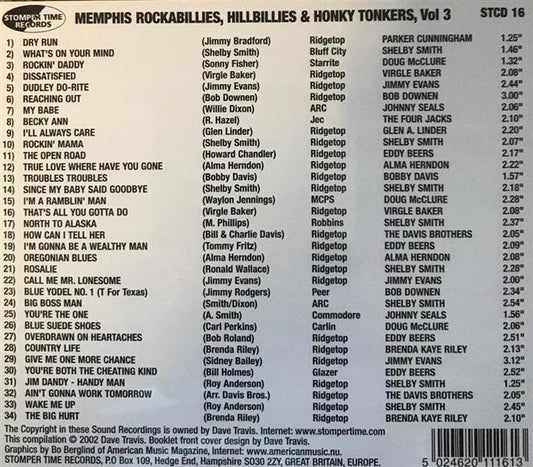 STOMPER TIME RECORDS
MEMPHIS ROCKABILLIES, HILLBILLIES & HONKY TONKERS, Vol 3 STCD 16
1) DRY RUN (Jimmy Bradford) Ridgetop PARKER CUNNINGHAM 1.25"
2) WHAT'S ON YOUR MIND (Shelby Smith) Bluff City SHELBY SMITH 1.46"
3) ROCKIN' DADDY (Sonny Fisher) Starrite DOUG McCLURE 1.32"
4) DISSATISFIED (Virgle Baker) Ridgetop VIRGLE BAKER 2.08"
5) DUDLEY DO-RITE (Jimmy Evans) Ridgetop JIMMY EVANS 2.44"
6) REACHING OUT (Bob Downen) Ridgetop BOB DOWNEN 3.00"
7) MY BABE (Willie Dixon) ARC JOHNNY SEALS 2.06"
8) BECKY ANN (R. Hazel) Jec THE FOUR JACKS 2.10"
9) I'LL ALWAYS CARE (Glen Linder) Ridgetop GLEN A. LINDER 2.20"
10) ROCKIN' MAMA (Shelby Smith) Ridgetop SHELBY SMITH 2.07"
11) THE OPEN ROAD (Howard Chandler) Ridgetop EDDY BEERS 2.17"
12) TRUE LOVE WHERE HAVE YOU GONE (Alma Herndon) Ridgetop ALMA HERNDON 2.22"
13) TROUBLES TROUBLES (Bobby Davis) Ridgetop BOBBY DAVIS 1.57"
14) SINCE MY BABY SAID GOODBYE (Shelby Smith) Ridgetop SHELBY SMITH 2.18"
15) I'M A RAMBLIN' MAN (Waylon Jennings) MCPS DOUG McCLURE 2.28"
16) THAT'S ALL YOU GOTTA DO (Virgle Baker) Ridgetop VIRGLE BAKER 2.08"
17) NORTH TO ALASKA (M. Phillips) Robbins SHELBY SMITH 2.37"
18) HOW CAN I TELL HER (Bill & Charlie Davis) Ridgetop THE DAVIS BROTHERS 2.05"
19) I'M GONNA BE A WEALTHY MAN (Tommy Fritz) Ridgetop EDDY BEERS 2.09"
20) OREGONIAN BLUES (Alma Herndon) Ridgetop ALMA HERNDON 2.08"
21) ROSALIE (Ronald Wallace) Ridgetop SHELBY SMITH 2.28"
22) CALL ME MR. LONESOME (Jimmy Evans) Ridgetop JIMMY EVANS 2.00"
23) BLUE YODEL NO. 1 (T For Texas) (Jimmy Rodgers) Peer BOB DOWNEN 2.34"
24) BIG BOSS MAN (Smith/Dixon) ARC SHELBY SMITH 2.54"
25) YOU'RE THE ONE (A. Smith) Commodore JOHNNY SEALS 1.56"
26) BLUE SUEDE SHOES (Carl Perkins) Carlin DOUG McCLURE 2.06"
27) OVERDRAWN ON HEARTACHES (Bob Roland) Ridgetop EDDY BEERS 2.51"
28) COUNTRY LIFE (Brenda Riley) Ridgetop BRENDA KAYE RILEY 2.13"
29) GIVE ME ONE MORE CHANCE (Sidney Bailey) Ridgetop JIMMY EVANS 3.12"
30) YOU'RE BOTH THE CHEATING KIND (Bill Holmes) Glazer EDDY BEERS 2.52"
31) JIM DANDY - HANDY MAN (Roy Anderson) Ridgetop SHELBY SMITH 1.25"
32) AIN'T GONNA WORK TOMORROW (Arr. Davis Bros.) Ridgetop THE DAVIS BROTHERS 2.05"
33) WAKE ME UP (Roy Anderson) Ridgetop SHELBY SMITH 2.45"
34) THE BIG HURT (Brenda Riley) Ridgetop BRENDA KAYE RILEY 2.10"
The Copyright in these Sound Recordings is owned by Dave Travis, Internet: www.stompertime.com
This compilation © 2002 Dave Travis. Booklet front cover design by Dave Travis.
Graphics by Bo Berglind of American Music Magazine, Internet: www.americanmusic.nu.
STOMPER TIME RECORDS, P.O Box 109, Hedge End, Hampshire SO30 2ZY, GREAT BRITAIN, EUROPE.
5 024620 111613